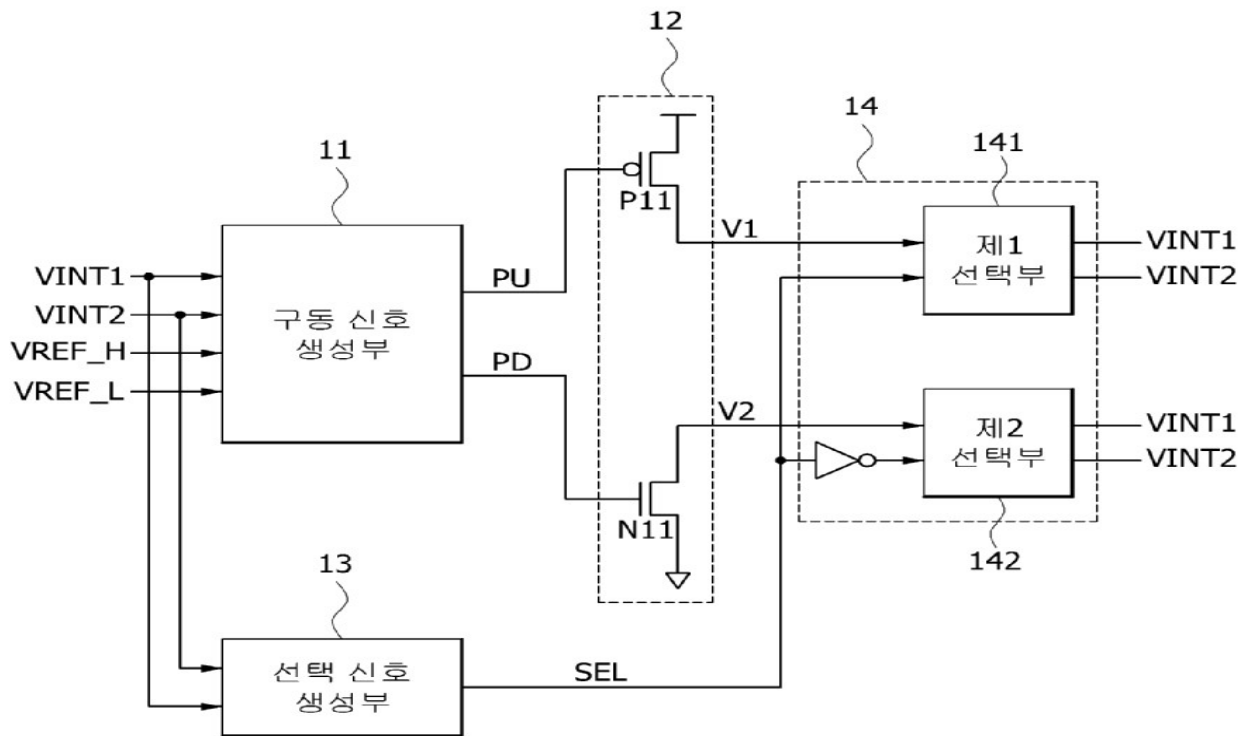 12
14
11
141
P11
V1
제1
선택부
VINT1
VINT2
VINT1
VINT2
VREF_H
VREF_L
구동 신호
생성부
PU
PD
V2
제2
선택부
VINT1
VINT2
N11
142
13
선택 신호
생성부
SEL